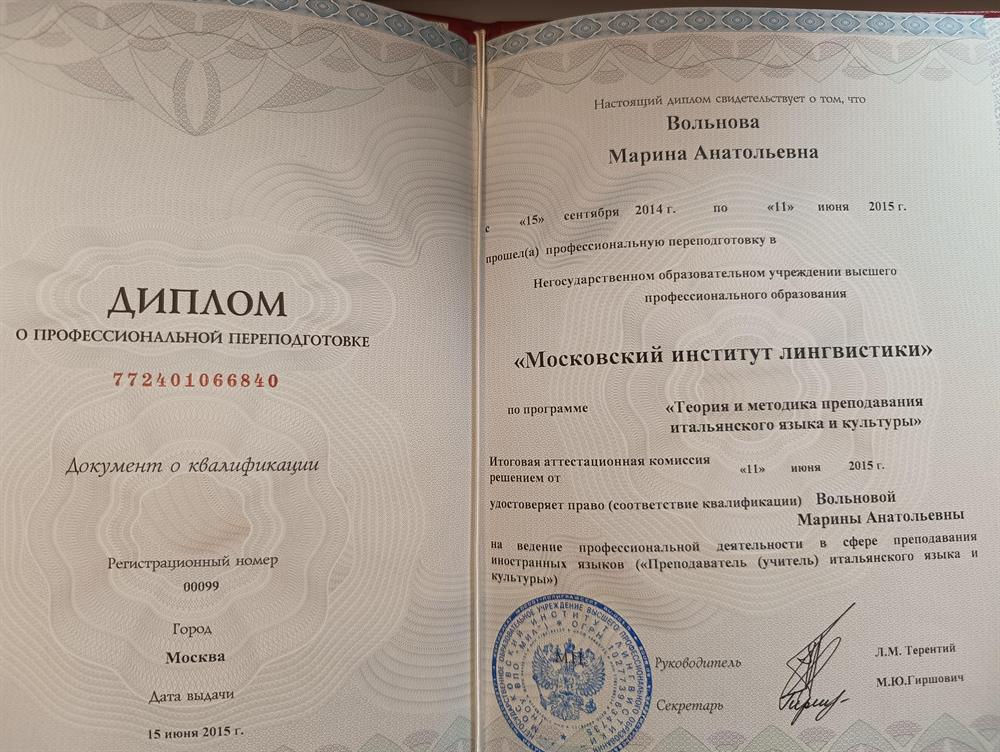 ДИПЛОМ
О ПРОФЕССИОНАЛЬНОЙ ПЕРЕПОДГОТОВКЕ
772401066840
Документ о квалификации
Регистрационный номер
00099
Город
Москва
Дата выдачи
15 июня 2015 г.
Настоящий диплом свидетельствует о том, что
Вольнова
Марина Анатольевна
с «15» сентября 2014 г. по «11» июня 2015 г.
прошел(а) профессиональную переподготовку в
Негосударственном образовательном учреждении высшего
профессионального образования
«Московский институт лингвистики»
по программе «Теория и методика преподавания
итальянского языка и культуры»
Итоговая аттестационная комиссия «11» июня 2015 г.
решением от
удостоверяет право (соответствие квалификации) Вольновой
Марины Анатольевны
на ведение профессиональной деятельности в сфере преподавания
иностранных языков («Преподаватель (учитель) итальянского языка и
культуры»)
МП
Руководитель Л.М. Терентий
Секретарь М.Ю.Гиршович